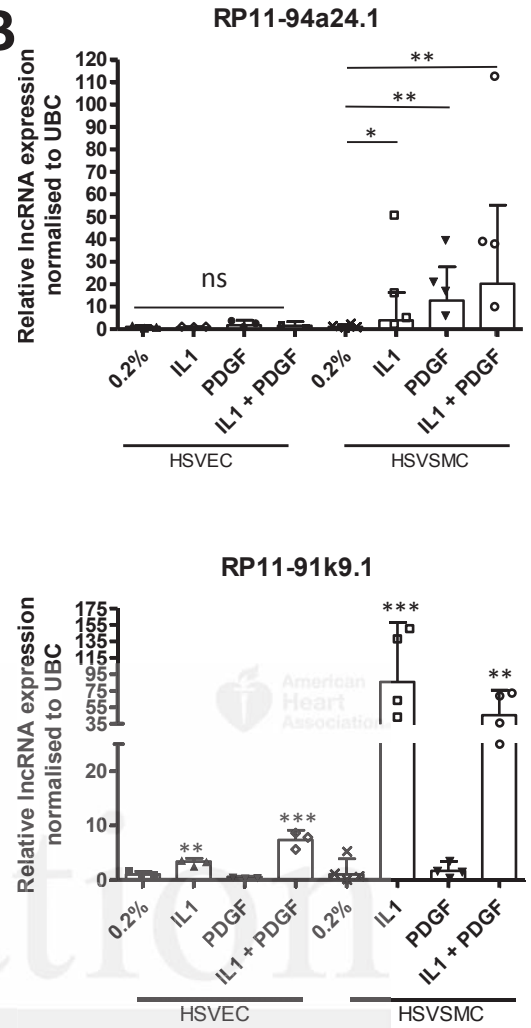 B
RP11-94a24.1
Relative lncRNA expression
normalised to UBC
120
110
100
90
80
70
60
50
40
30
20
10
0
ns
*
**
**
0.2%
IL1
PDGF
IL1 + PDGF
0.2%
IL1
PDGF
IL1 + PDGF
HSVEC
HSVSMC
RP11-91k9.1
Relative lncRNA expression
normalised to UBC
175
155
135
115
95
75
55
35
20
10
0
**
***
***
**
American
Heart
Association
0.2%
IL1
PDGF
IL1 + PDGF
0.2%
IL1
PDGF
IL1 + PDGF
HSVEC
HSVSMC